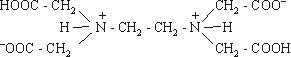 HOOC — CH₂ CH₂ — COO⁻
H — N⁺ — CH₂ — CH₂ — N⁺ — H
⁻OOC — CH₂ CH₂ — COOH